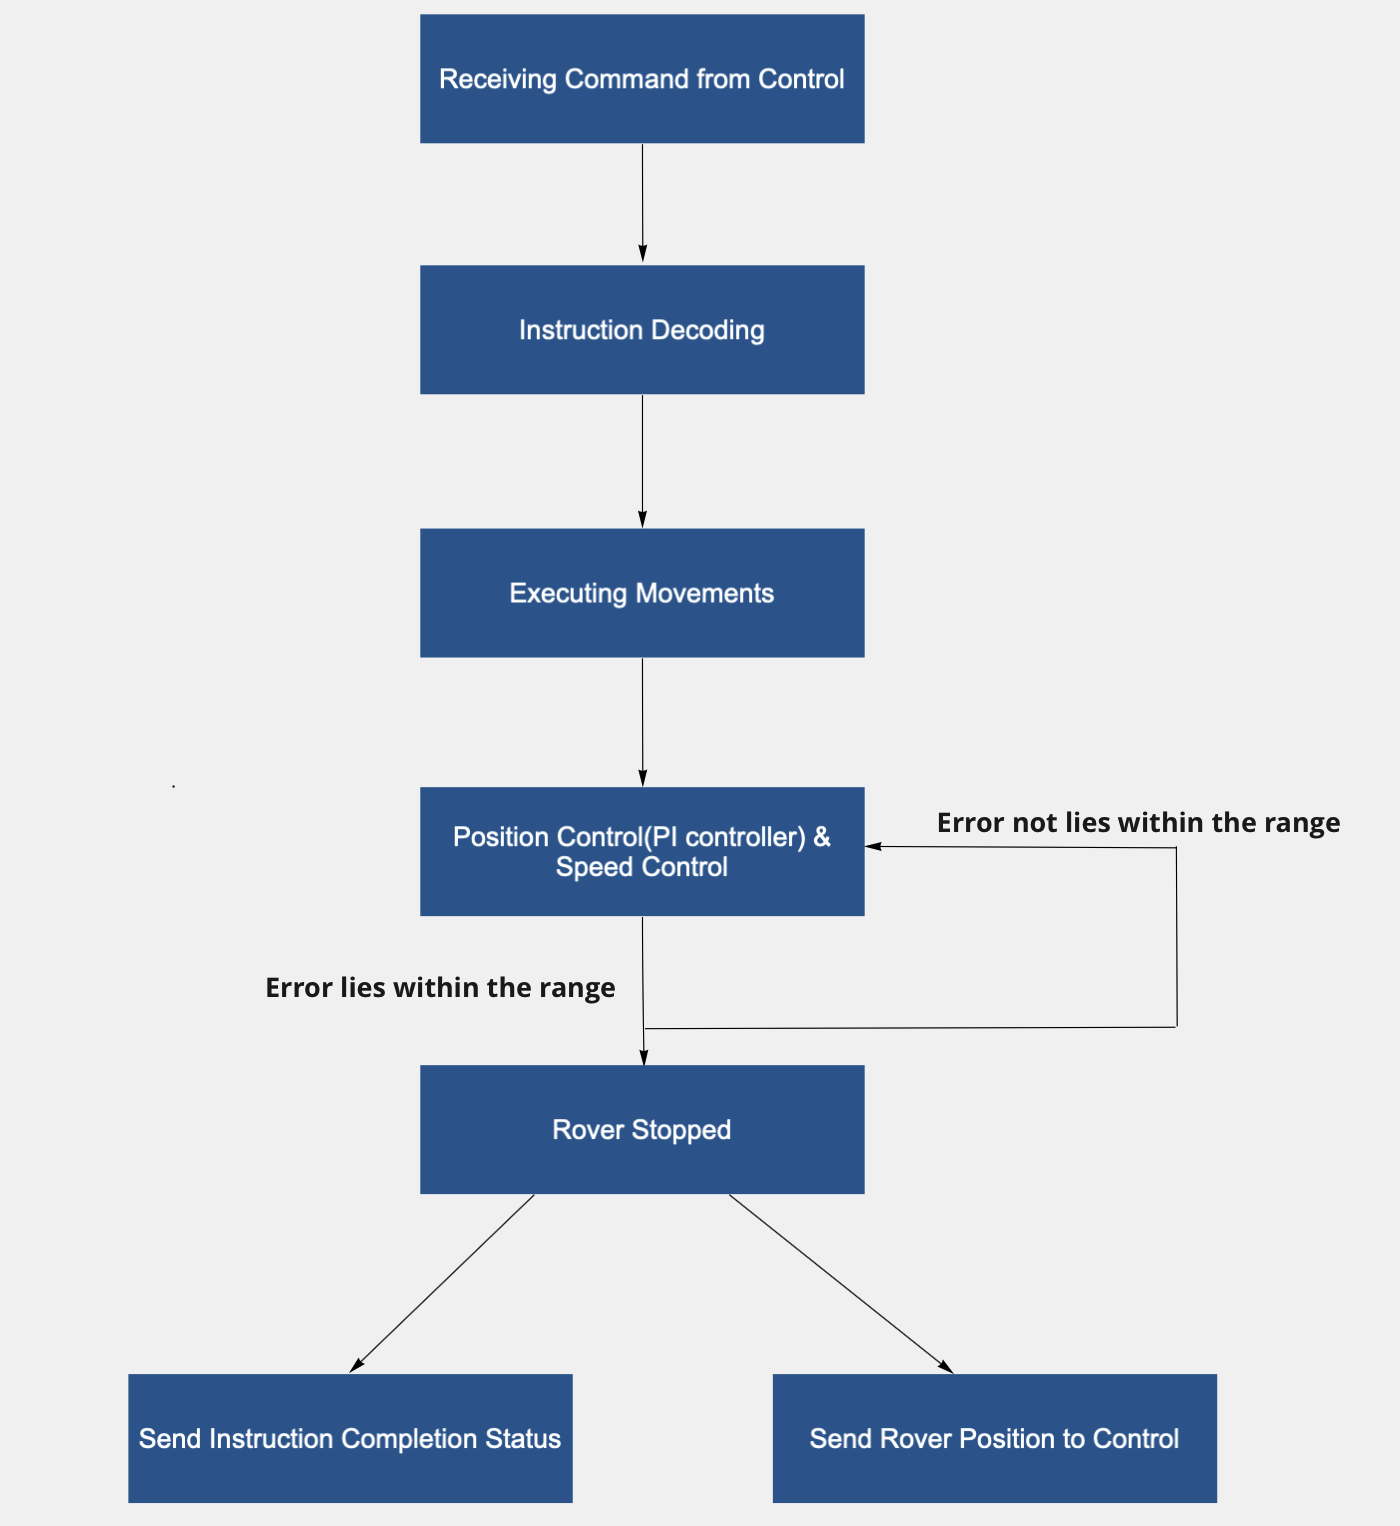 Receiving Command from Control
Instruction Decoding
Executing Movements
Position Control(PI controller) &
Speed Control
Error not lies within the range
Error lies within the range
Rover Stopped
Send Instruction Completion Status
Send Rover Position to Control